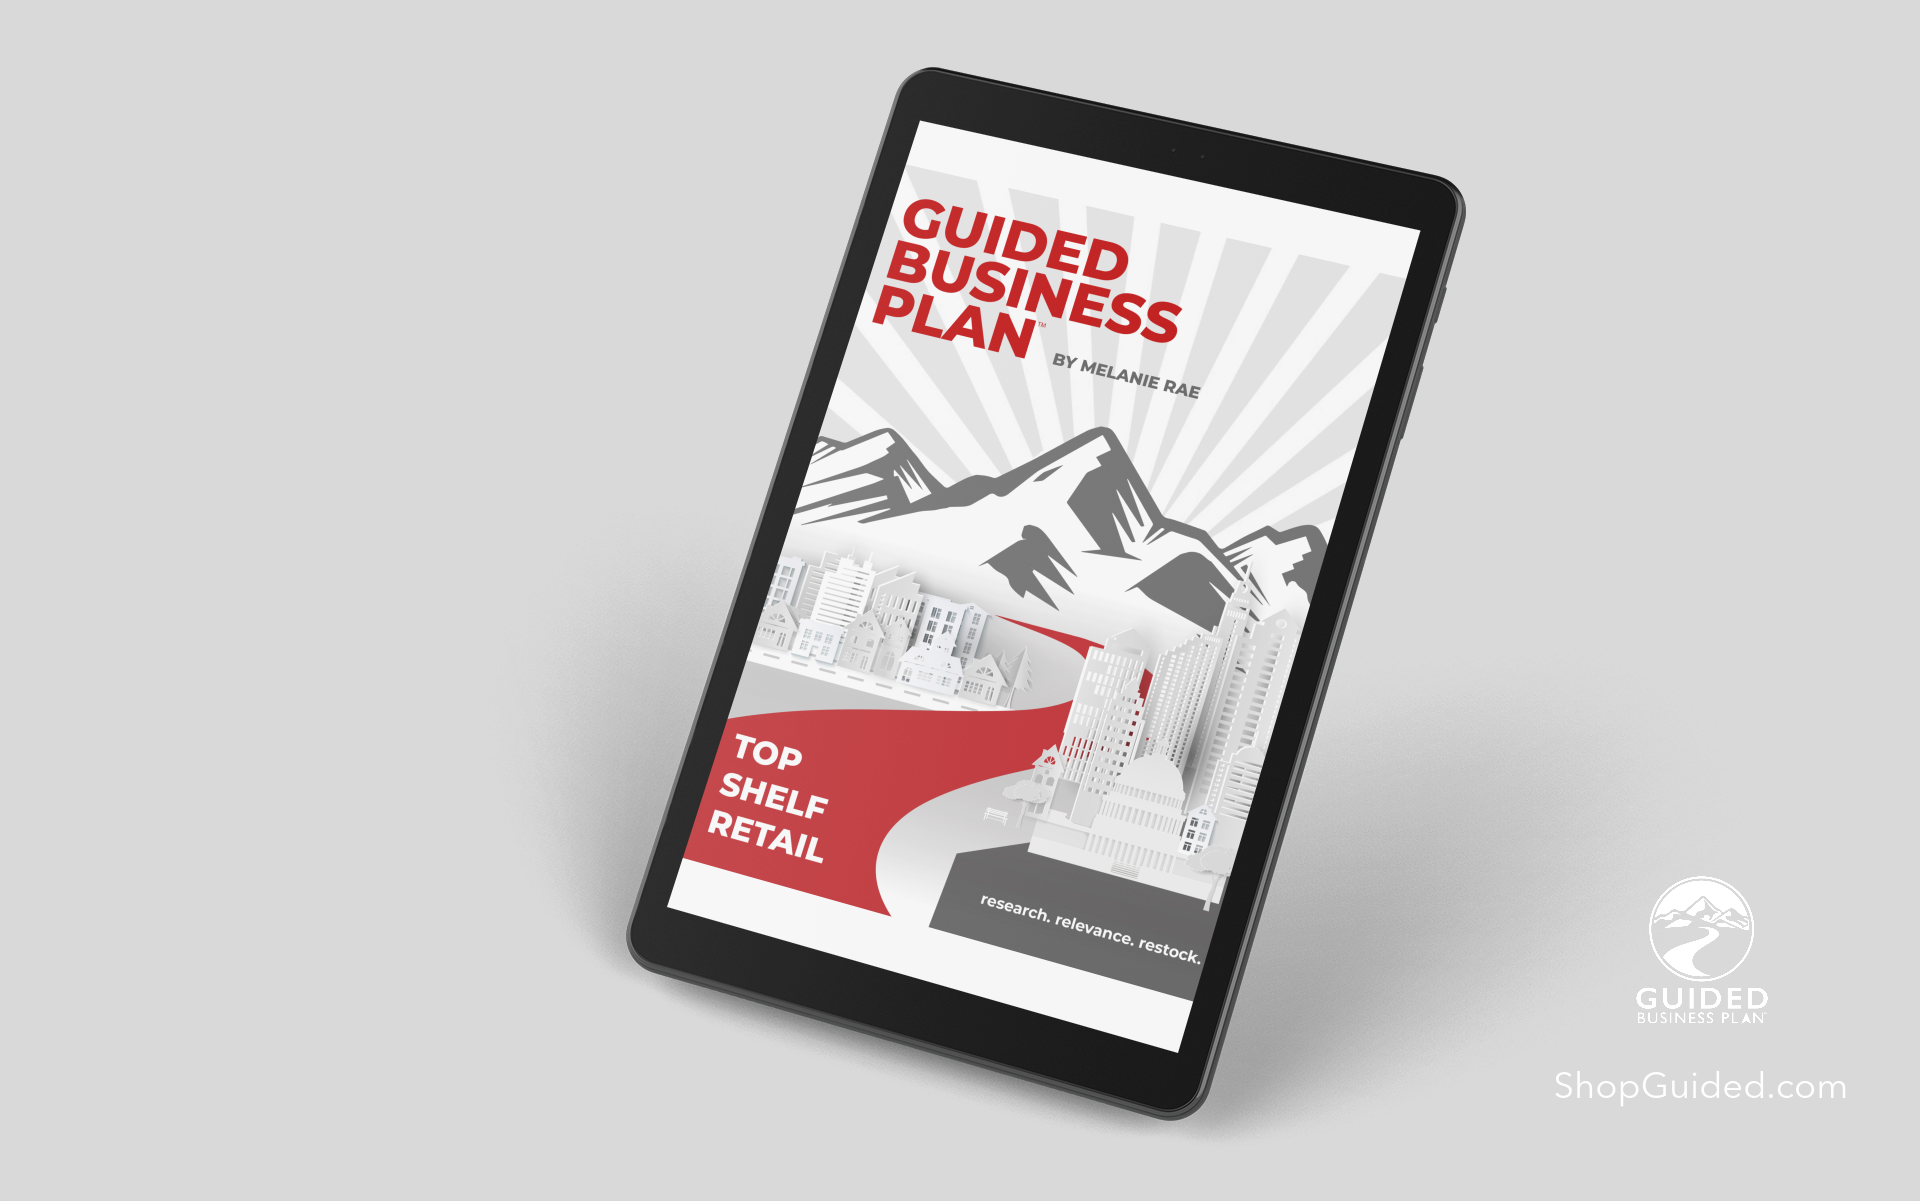 GUIDED
BUSINESS
PLAN™
BY MELANIE RAE
TOP
SHELF
RETAIL
research. relevance. restock.
GUIDED
BUSINESS PLAN™
ShopGuided.com